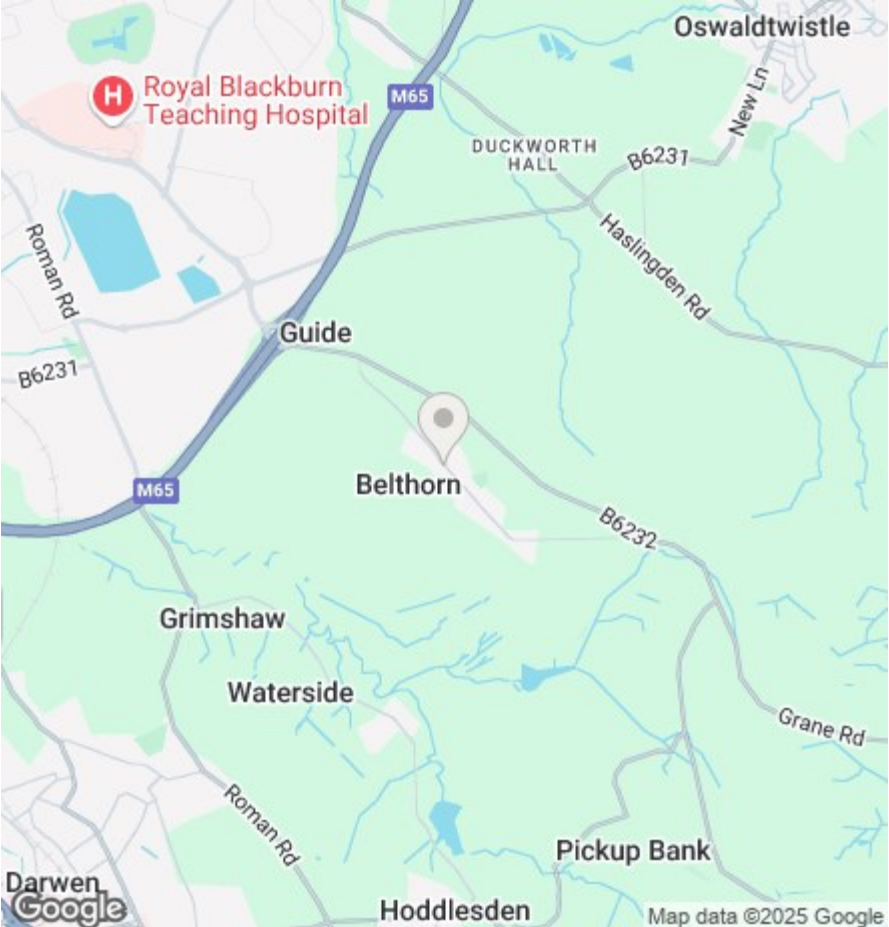 Oswaldtwistle
H
Royal Blackburn
Teaching Hospital
M65
New Ln
DUCKWORTH
HALL
B6231
Roman Rd
Haslingden Rd
Guide
B6231
Belthorn
M65
B6232
Grimshaw
Waterside
Grane Rd
Roman Rd
Pickup Bank
Darwen
Google
Hoddlesden
Map data ©2025 Google